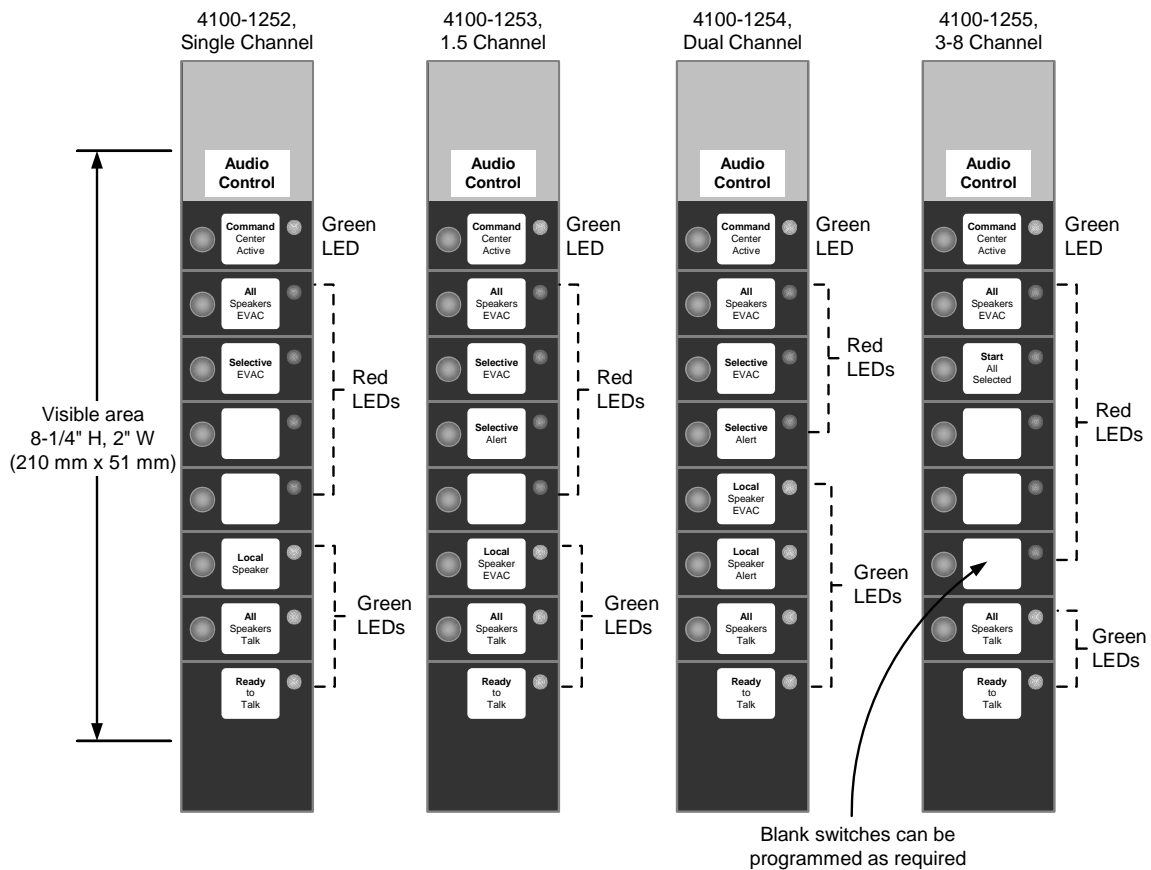 4100-1252,
Single Channel
4100-1253,
1.5 Channel
4100-1254,
Dual Channel
4100-1255,
3-8 Channel
Visible area
8-1/4" H, 2" W
(210 mm x 51 mm)
Audio
Control
Command
Center
Active
Green
LED
All
Speakers
EVAC
Selective
EVAC
Red
LEDs
Local
Speaker
All
Speakers
Talk
Green
LEDs
Ready
to
Talk
Audio
Control
Command
Center
Active
Green
LED
All
Speakers
EVAC
Selective
EVAC
Red
LEDs
Selective
Alert
Local
Speaker
EVAC
All
Speakers
Talk
Green
LEDs
Ready
to
Talk
Audio
Control
Command
Center
Active
Green
LED
All
Speakers
EVAC
Selective
EVAC
Red
LEDs
Selective
Alert
Local
Speaker
EVAC
Local
Speaker
Alert
Green
LEDs
All
Speakers
Talk
Ready
to
Talk
Audio
Control
Command
Center
Active
Green
LED
All
Speakers
EVAC
Start
All
Selected
Red
LEDs
All
Speakers
Talk
Green
LEDs
Ready
to
Talk
Blank switches can be
programmed as required